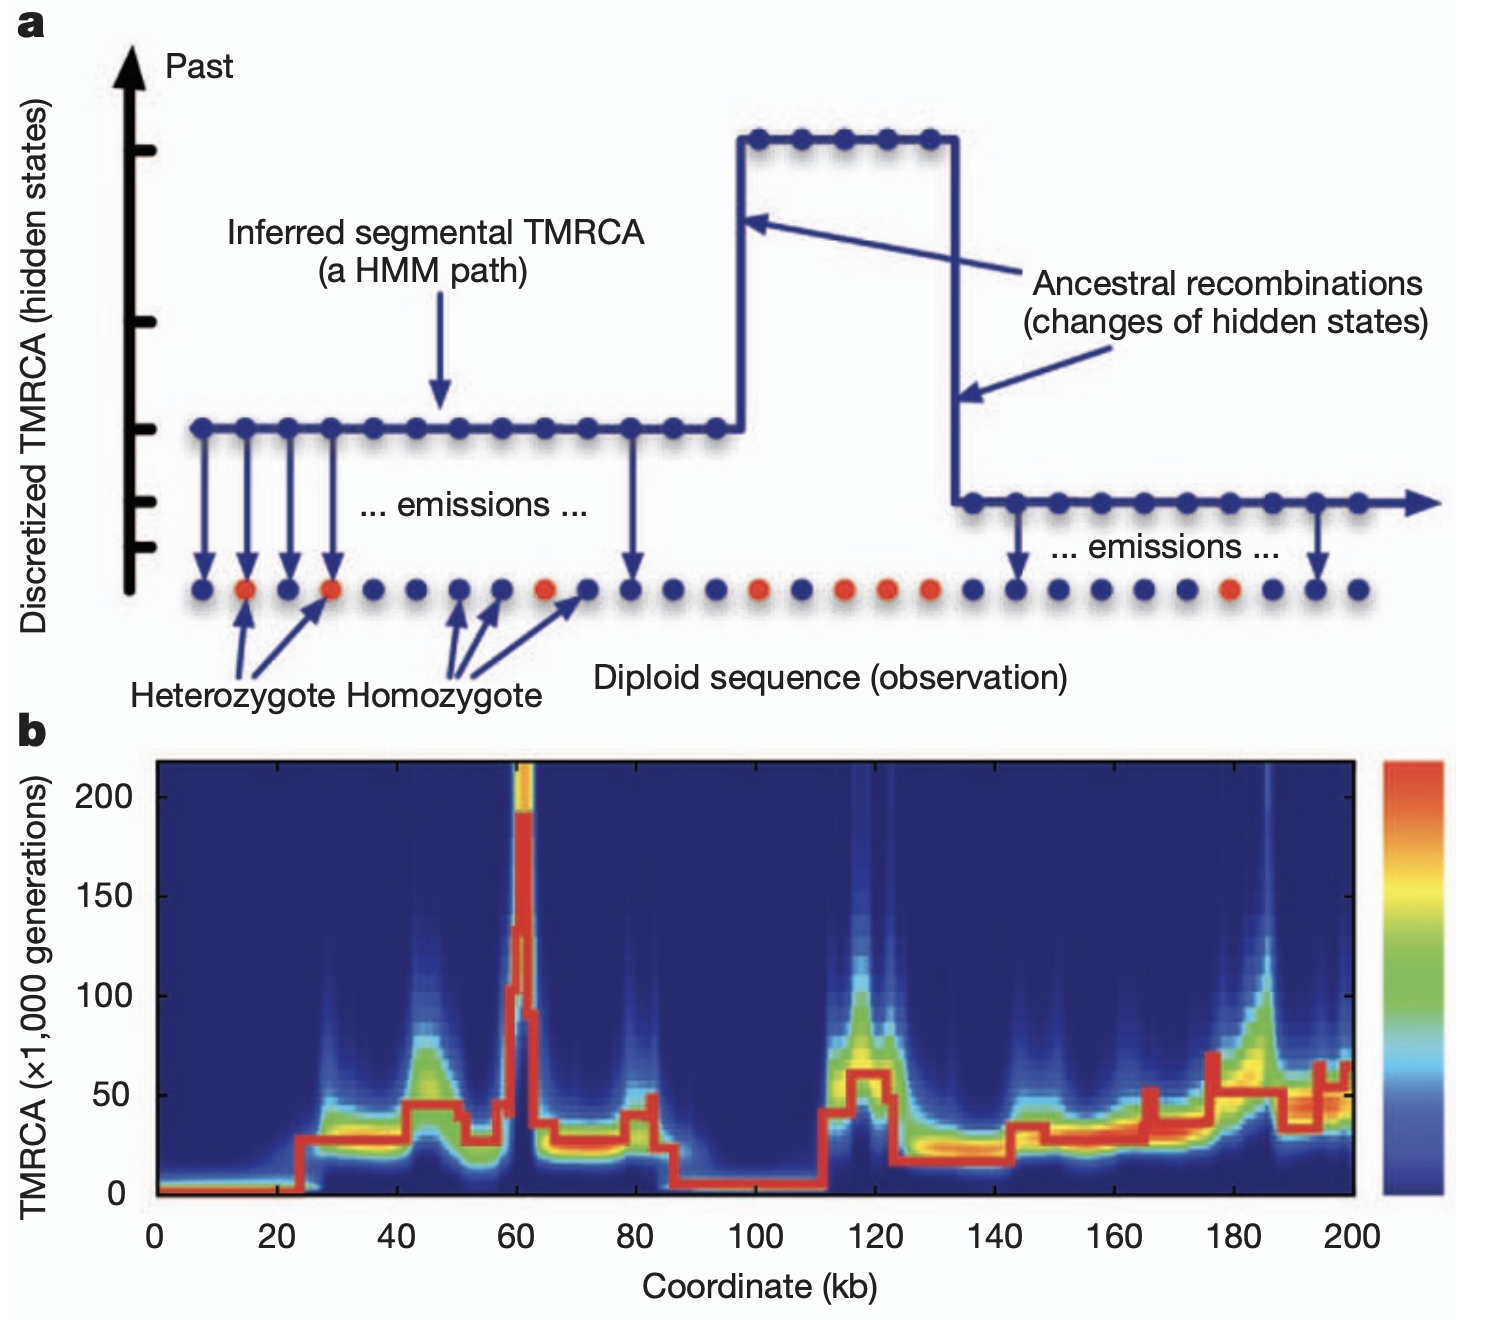 a
Past
Discretized TMRCA (hidden states)
Inferred segmental TMRCA
(a HMM path)
Ancestral recombinations
(changes of hidden states)
... emissions ...
... emissions ...
Heterozygote Homozygote
Diploid sequence (observation)
b
TMRCA (×1,000 generations)
200
150
100
50
0
0 20 40 60 80 100 120 140 160 180 200
Coordinate (kb)